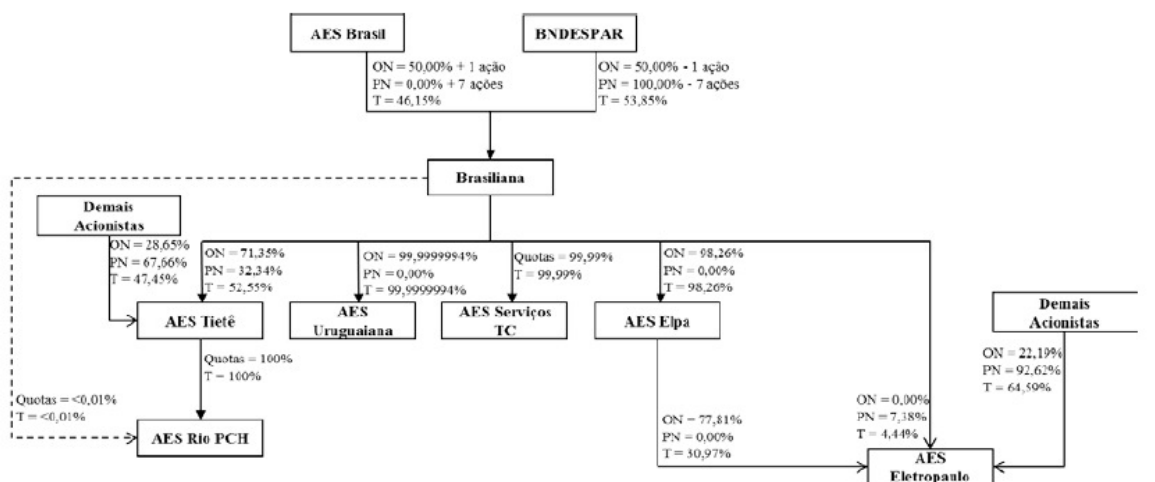 AES Brasil
BNDESPAR
ON = 50,00% + 1 ação
PN = 0,00% + 7 ações
T = 46,15%
ON = 50,00% - 1 ação
PN = 100,00% - 7 ações
T = 53,85%
Brasiliana
Demais
Acionistas
ON = 28,65%
PN = 67,66%
T = 47,45%
ON = 71,35%
PN = 32,34%
T = 52,55%
ON = 99,9999994%
PN = 0,00%
T = 99,9999994%
Quotas = 99,99%
T = 99,99%
ON = 98,26%
PN = 0,00%
T = 98,26%
AES Tietê
AES
Uruguaiana
AES Serviços
TC
AES Elpa
Demais
Acionistas
Quotas = 100%
T = 100%
ON = 22,19%
PN = 92,62%
T = 64,59%
Quotas = <0,01%
T = <0,01%
AES Rio PCH
ON = 77,81%
PN = 0,00%
T = 30,97%
ON = 0,00%
PN = 7,38%
T = 4,44%
AES
Eletropaulo